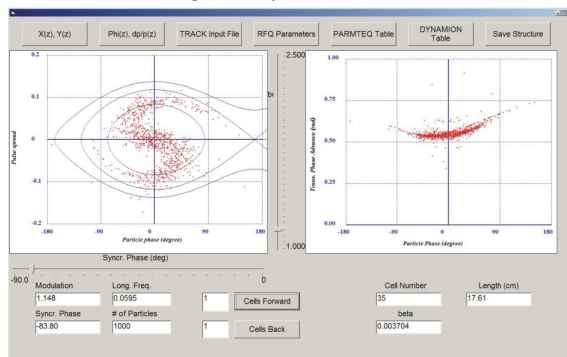 X(z), Y(z)
Phi(z), dp/p(z)
TRACK Input File
RFQ Parameters
PARMTEQ Table
DYNAMION Table
Save Structure
0.2
0.1
0
-0.1
-0.2
Pulse spread
-180
-90
0
90
180
Particle phase (degree)
2.500
1.000
1.00
0.75
0.50
0.25
0.00
Trans. Phase Advance (rad)
-180
-90
0
90
180
Particle Phase (degree)
Syncr. Phase (deg)
-90.0
0
Modulation
1.148
Long. Freq.
0.0595
1
Cells Forward
Syncr. Phase
-83.80
# of Particles
1000
1
Cells Back
Cell Number
35
Length (cm)
17.61
beta
0.003704